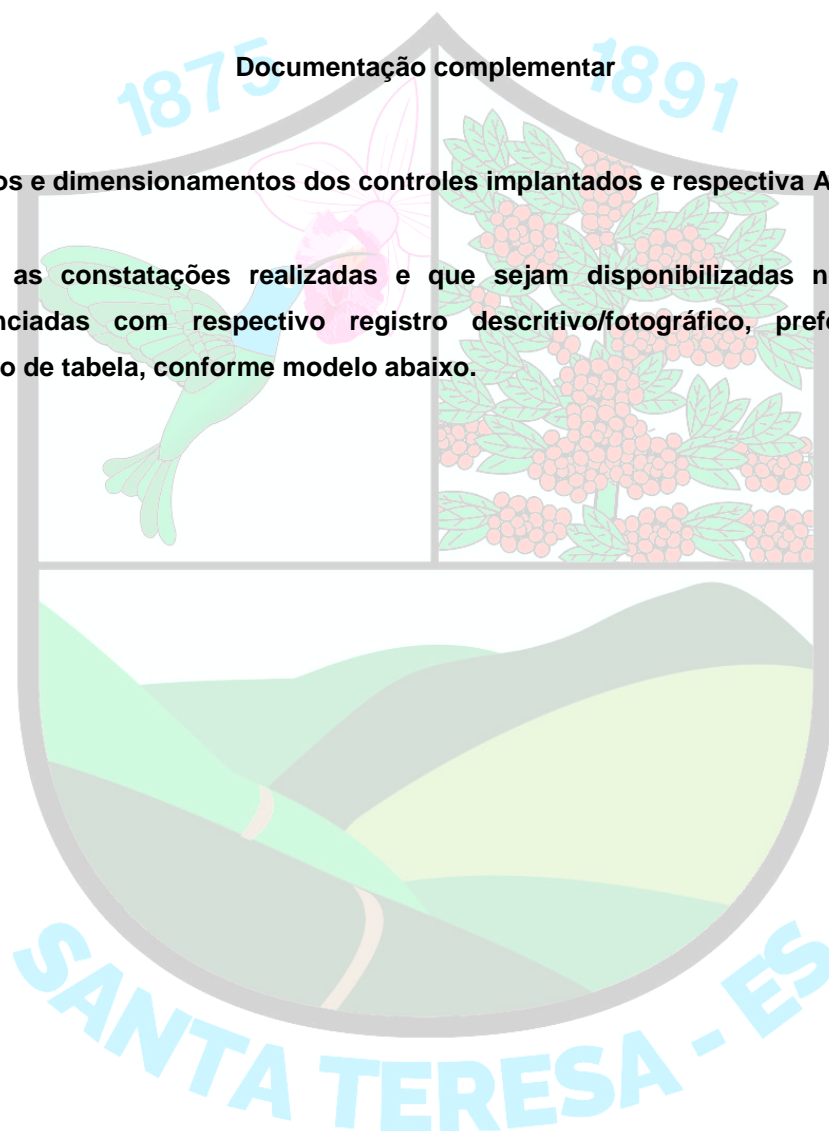 1875
1891
Documentação complementar
os e dimensionamentos dos controles implantados e respectiva A
as constatações realizadas e que sejam disponibilizadas n
nciadas com respectivo registro descritivo/fotográfico, prefe
o de tabela, conforme modelo abaixo.
SANTA TERESA - ES